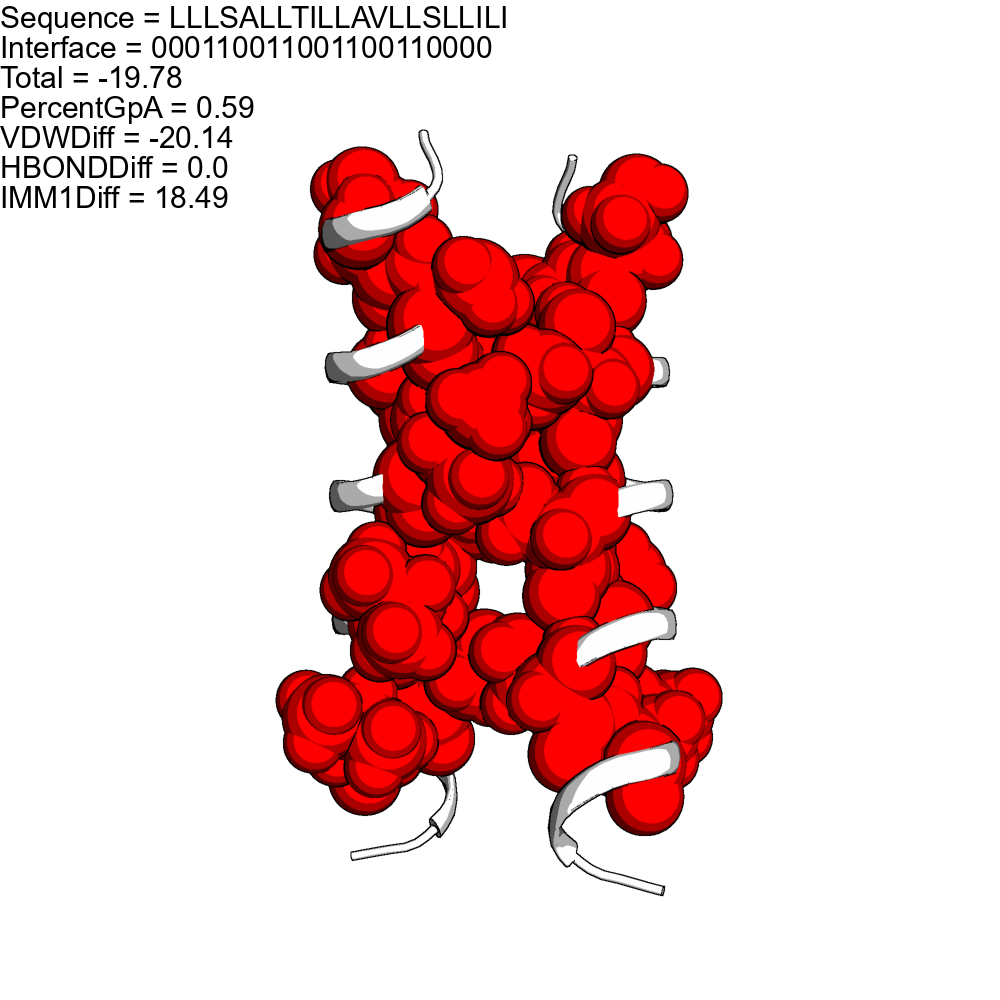 Sequence = LLLSALLTILLAVLLSLLILI
Interface = 000110011001100110000
Total = -19.78
PercentGpA = 0.59
VDWDiff = -20.14
HBONDDiff = 0.0
IMM1Diff = 18.49